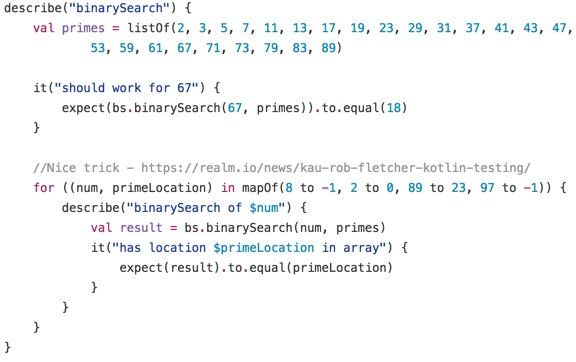 describe("binarySearch") {
    val primes = listOf(2, 3, 5, 7, 11, 13, 17, 19, 23, 29, 31, 37, 41, 43, 47,
            53, 59, 61, 67, 71, 73, 79, 83, 89)

    it("should work for 67") {
        expect(bs.binarySearch(67, primes)).to.equal(18)
    }

    //Nice trick - https://realm.io/news/kau-rob-fletcher-kotlin-testing/
    for ((num, primeLocation) in mapOf(8 to -1, 2 to 0, 89 to 23, 97 to -1)) {
        describe("binarySearch of $num") {
            val result = bs.binarySearch(num, primes)
            it("has location $primeLocation in array") {
                expect(result).to.equal(primeLocation)
            }
        }
    }
}